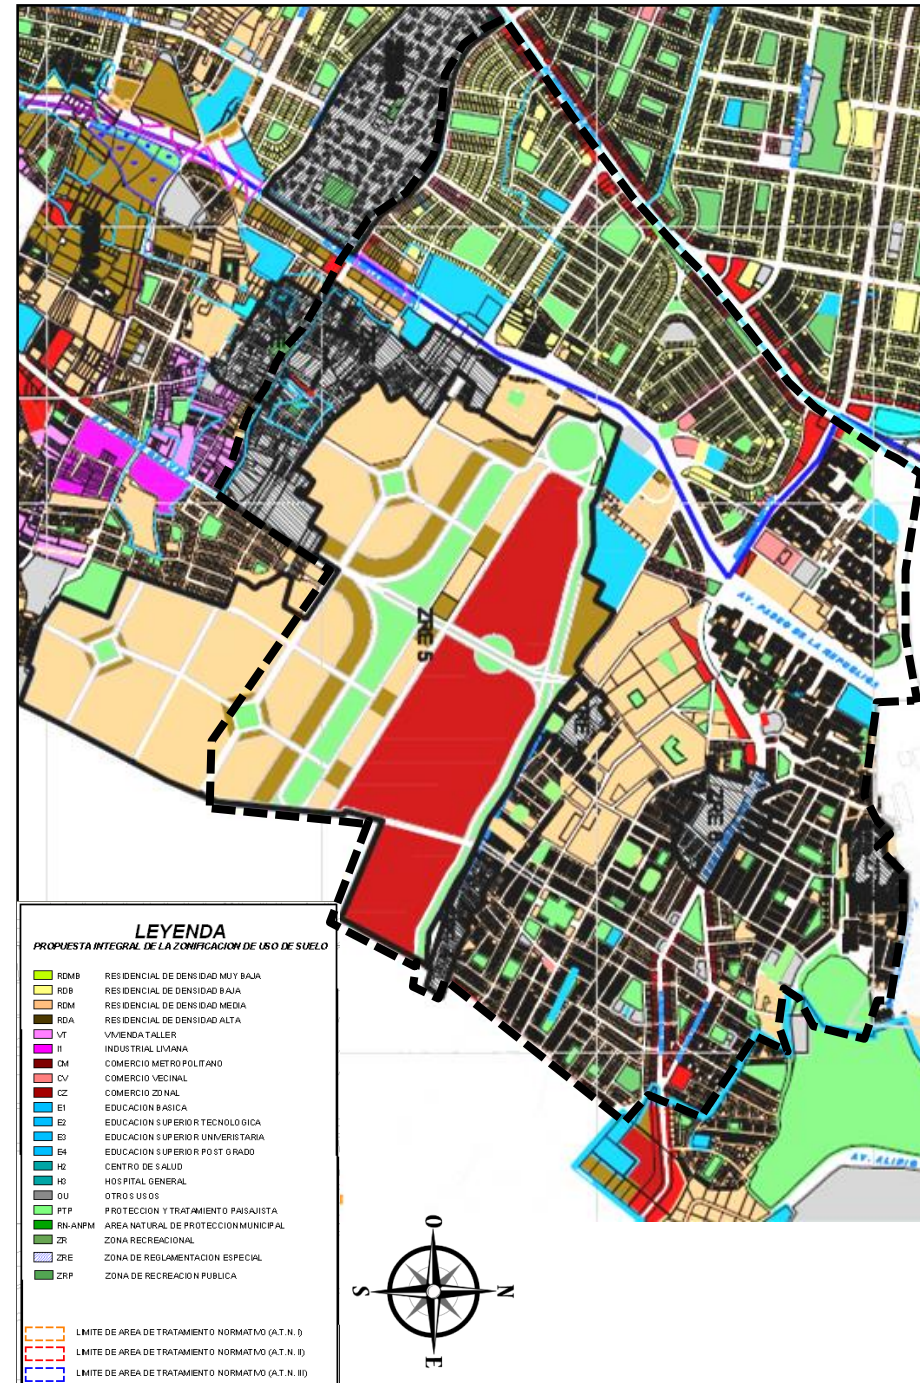 ZRE 5
AV. PASEO DE LA REPUBLICA
ZRE
ZRE 6
AV. ALIPIO
LEYENDA
PROPUESTA INTEGRAL DE LA ZONIFICACION DE USO DE SUELO
RDMB RESIDENCIAL DE DENSIDAD MUY BAJA
RDB RESIDENCIAL DE DENSIDAD BAJA
RDM RESIDENCIAL DE DENSIDAD MEDIA
RDA RESIDENCIAL DE DENSIDAD ALTA
VT VIVIENDA TALLER
I1 INDUSTRIAL LIVIANA
CM COMERCIO METROPOLITANO
CV COMERCIO VECINAL
CZ COMERCIO ZONAL
E1 EDUCACION BASICA
E2 EDUCACION SUPERIOR TECNOLOGICA
E3 EDUCACION SUPERIOR UNIVERISTARIA
E4 EDUCACION SUPERIOR POST GRADO
H2 CENTRO DE SALUD
H3 HOSPITAL GENERAL
OU OTROS USOS
PTP PROTECCION Y TRATAMIENTO PAISAJISTA
RN-ANPM AREA NATURAL DE PROTECCION MUNICIPAL
ZR ZONA RECREACIONAL
ZRE ZONA DE REGLAMENTACION ESPECIAL
ZRP ZONA DE RECREACION PUBLICA
LIMITE DE AREA DE TRATAMIENTO NORMATIVO (A.T.N. I)
LIMITE DE AREA DE TRATAMIENTO NORMATIVO (A.T.N. II)
LIMITE DE AREA DE TRATAMIENTO NORMATIVO (A.T.N. III)
O
S
N
E